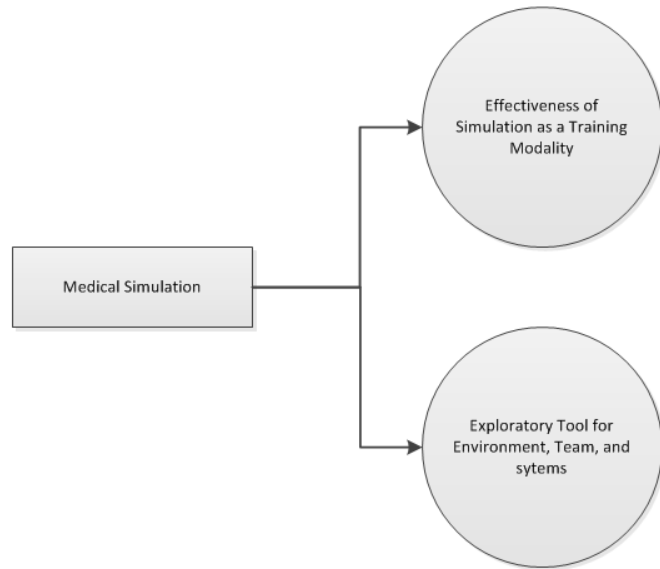 Effectiveness of
Simulation as a Training
Modality
Medical Simulation
Exploratory Tool for
Environment, Team, and
sytems